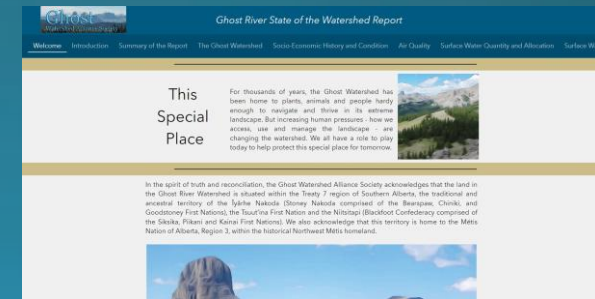 Ghost
Watershed Alliance Society
Ghost River State of the Watershed Report
Welcome Introduction Summary of the Report The Ghost Watershed Socio-Economic History and Condition Air Quality Surface Water Quantity and Allocation Surface W
This
Special
Place
For thousands of years, the Ghost Watershed has
been home to plants, animals and people hardy
enough to navigate and thrive in its extreme
landscape. But increasing human pressures - how we
access, use and manage the landscape - are
changing the watershed. We all have a role to play
today to help protect this special place for tomorrow.
In the spirit of truth and reconciliation, the Ghost Watershed Alliance Society acknowledges that the land in
the Ghost River Watershed is situated within the Treaty 7 region of Southern Alberta, the traditional and
ancestral territory of the Îyârhe Nakoda (Stoney Nakoda comprised of the Bearspaw, Chiniki, and
Goodstoney First Nations), the Tsuut'ina First Nation and the Niitsitapi (Blackfoot Confederacy comprised of
the Siksika, Piikani and Kainai First Nations). We also acknowledge that this territory is home to the Métis
Nation of Alberta, Region 3, within the historical Northwest Métis homeland.